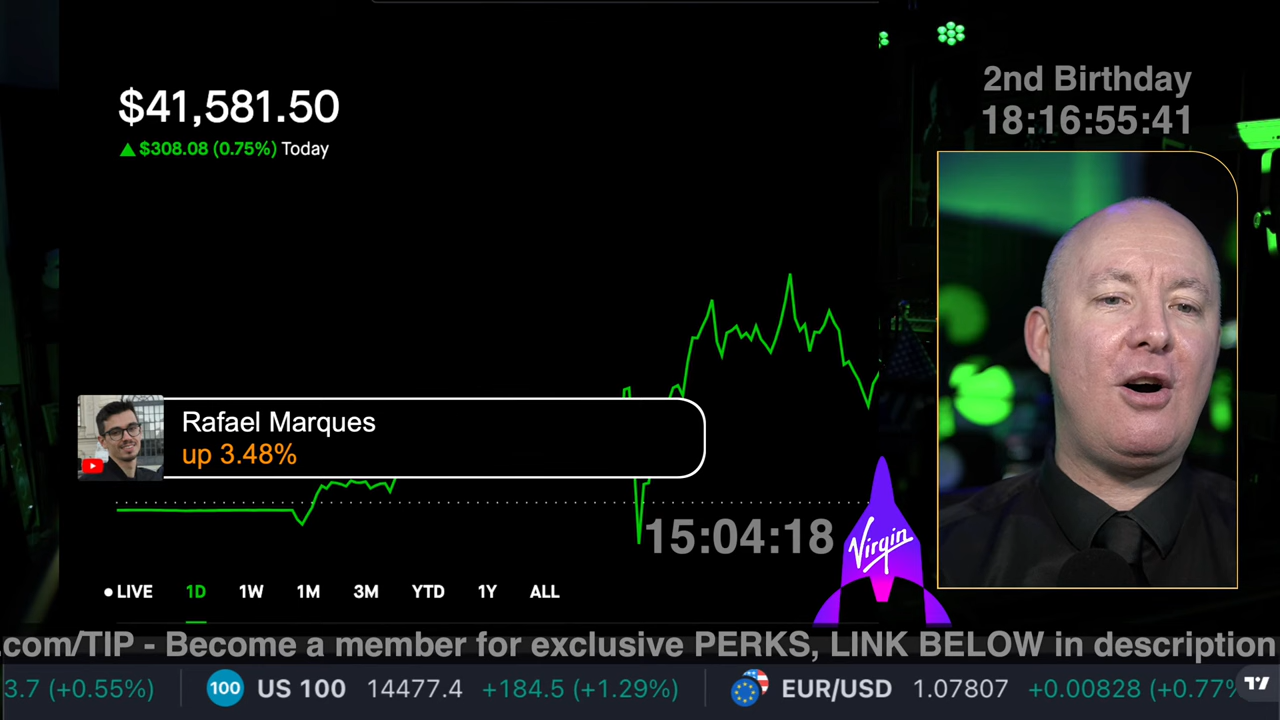 $41,581.50
▲ $308.08 (0.75%) Today
2nd Birthday
18:16:55:41
Rafael Marques
up 3.48%
15:04:18
Virgin
LIVE 1D 1W 1M 3M YTD 1Y ALL
.com/TIP - Become a member for exclusive PERKS, LINK BELOW in description
3.7 (+0.55%) 100 US 100 14477.4 +184.5 (+1.29%) EUR/USD 1.07807 +0.00828 (+0.77%